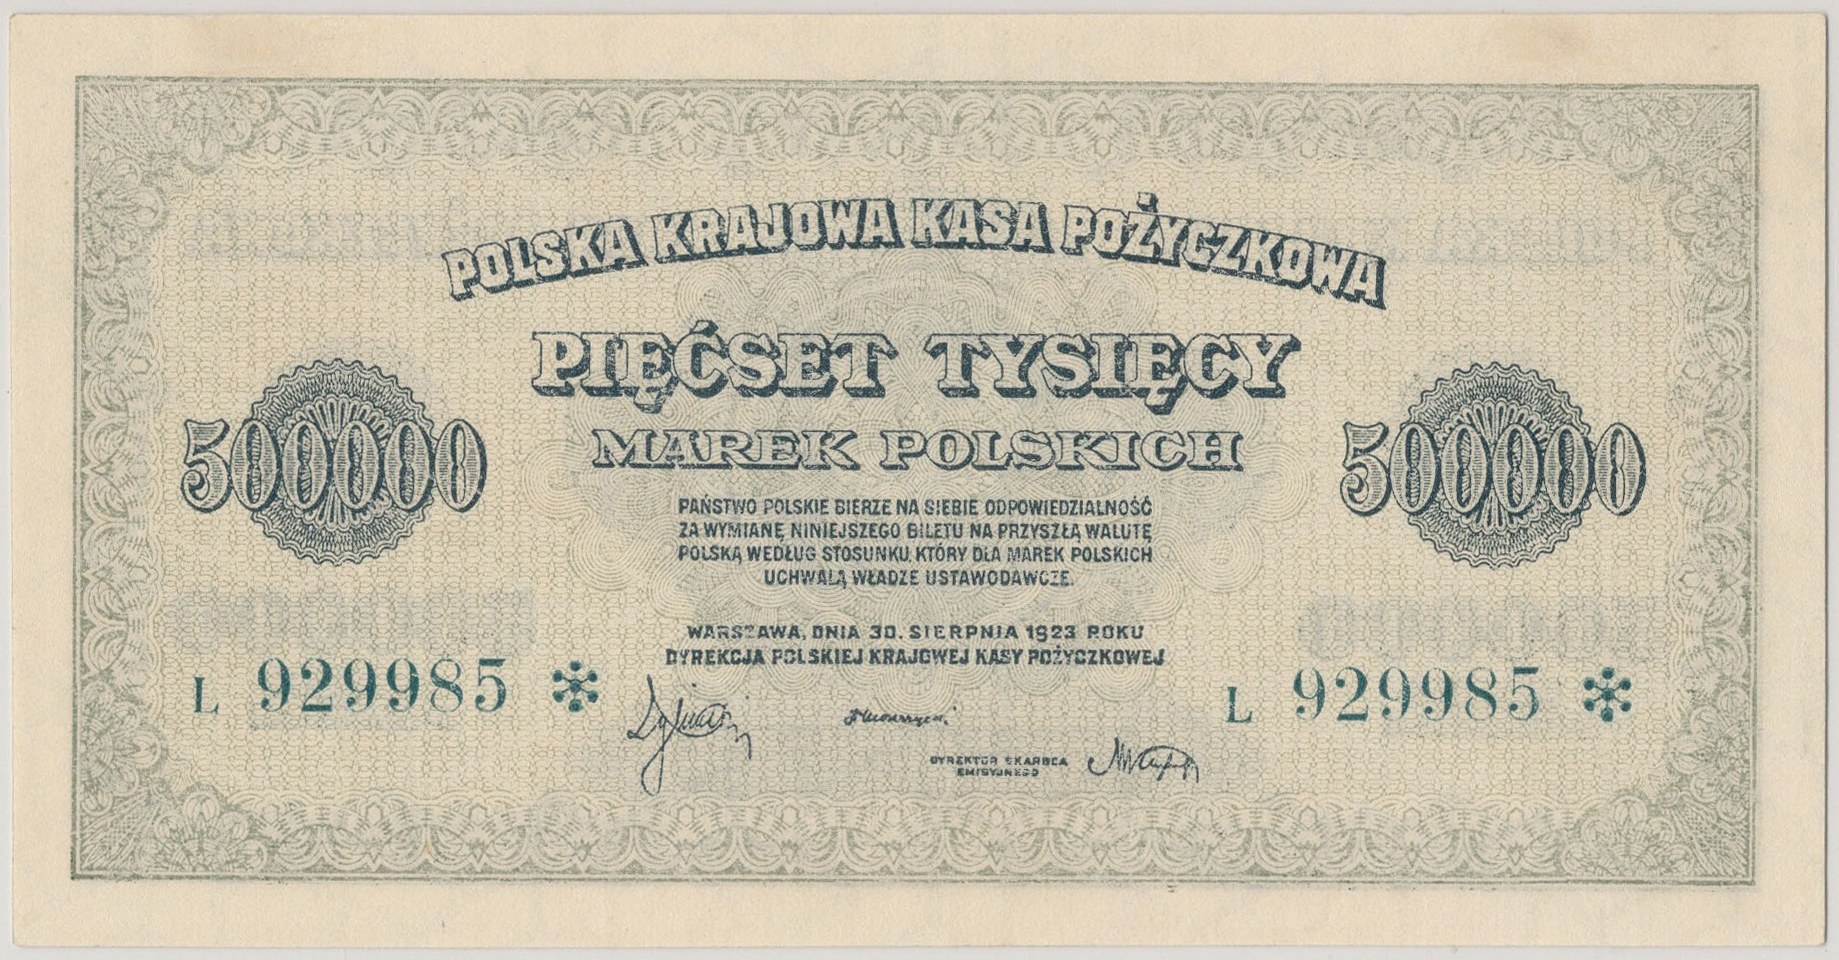 POLSKA KRAJOWA KASA POŻYCZKOWA
PIĘĆSET TYSIĘCY
500000
500000
MAREK POLSKICH
PAŃSTWO POLSKIE BIERZE NA SIEBIE ODPOWIEDZIALNOŚĆ
ZA WYMIANĘ NINIEJSZEGO BILETU NA PRZYSZŁĄ WALUTĘ
POLSKĄ WEDŁUG STOSUNKU, KTÓRY DLA MAREK POLSKICH
UCHWALĄ WŁADZE USTAWODAWCZE.
WARSZAWA, DNIA 30. SIERPNIA 1923 ROKU
DYREKCJA POLSKIEJ KRAJOWEJ KASY POŻYCZKOWEJ
L 929985 *
L 929985 *
DYREKTOR SKARBCA
EMISYJNEGO